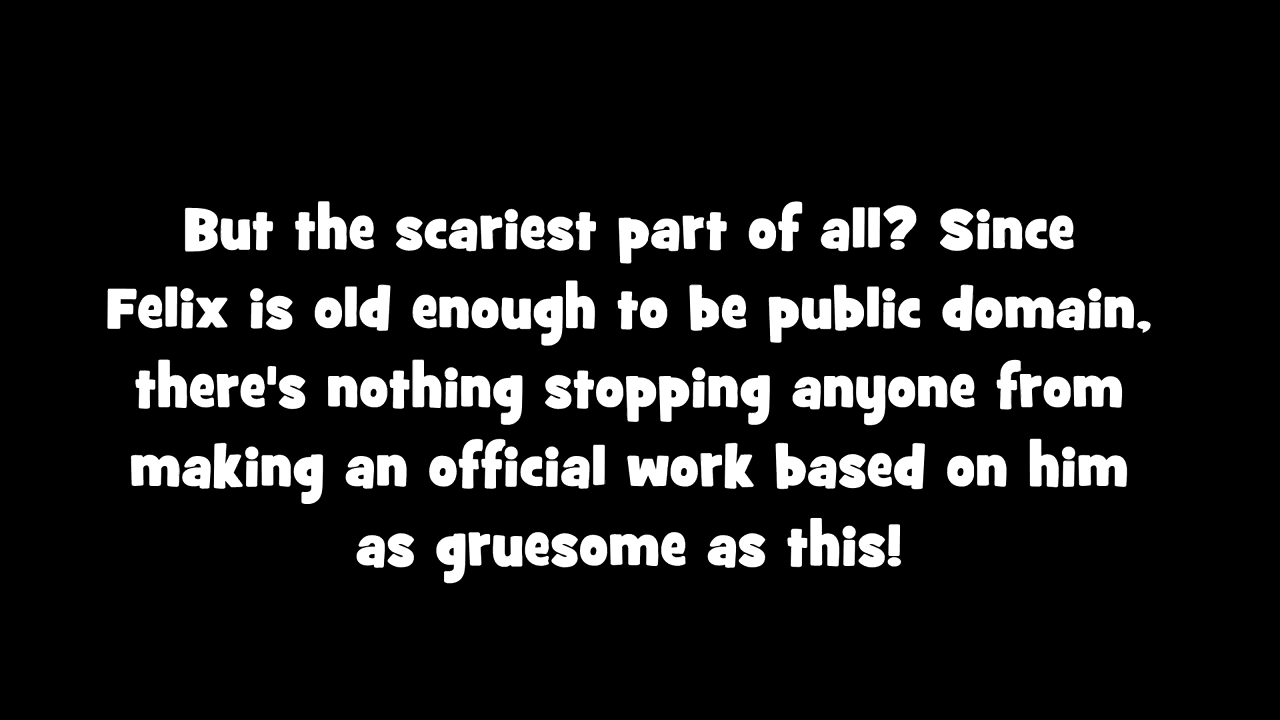 But the scariest part of all? Since
Felix is old enough to be public domain,
there's nothing stopping anyone from
making an official work based on him
as gruesome as this!